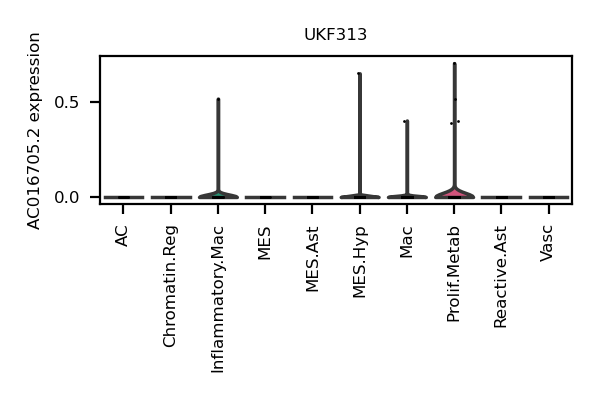 UKF313
AC016705.2 expression
0.5
0.0
AC
Chromatin.Reg
Inflammatory.Mac
MES
MES.Ast
MES.Hyp
Mac
Prolif.Metab
Reactive.Ast
Vasc